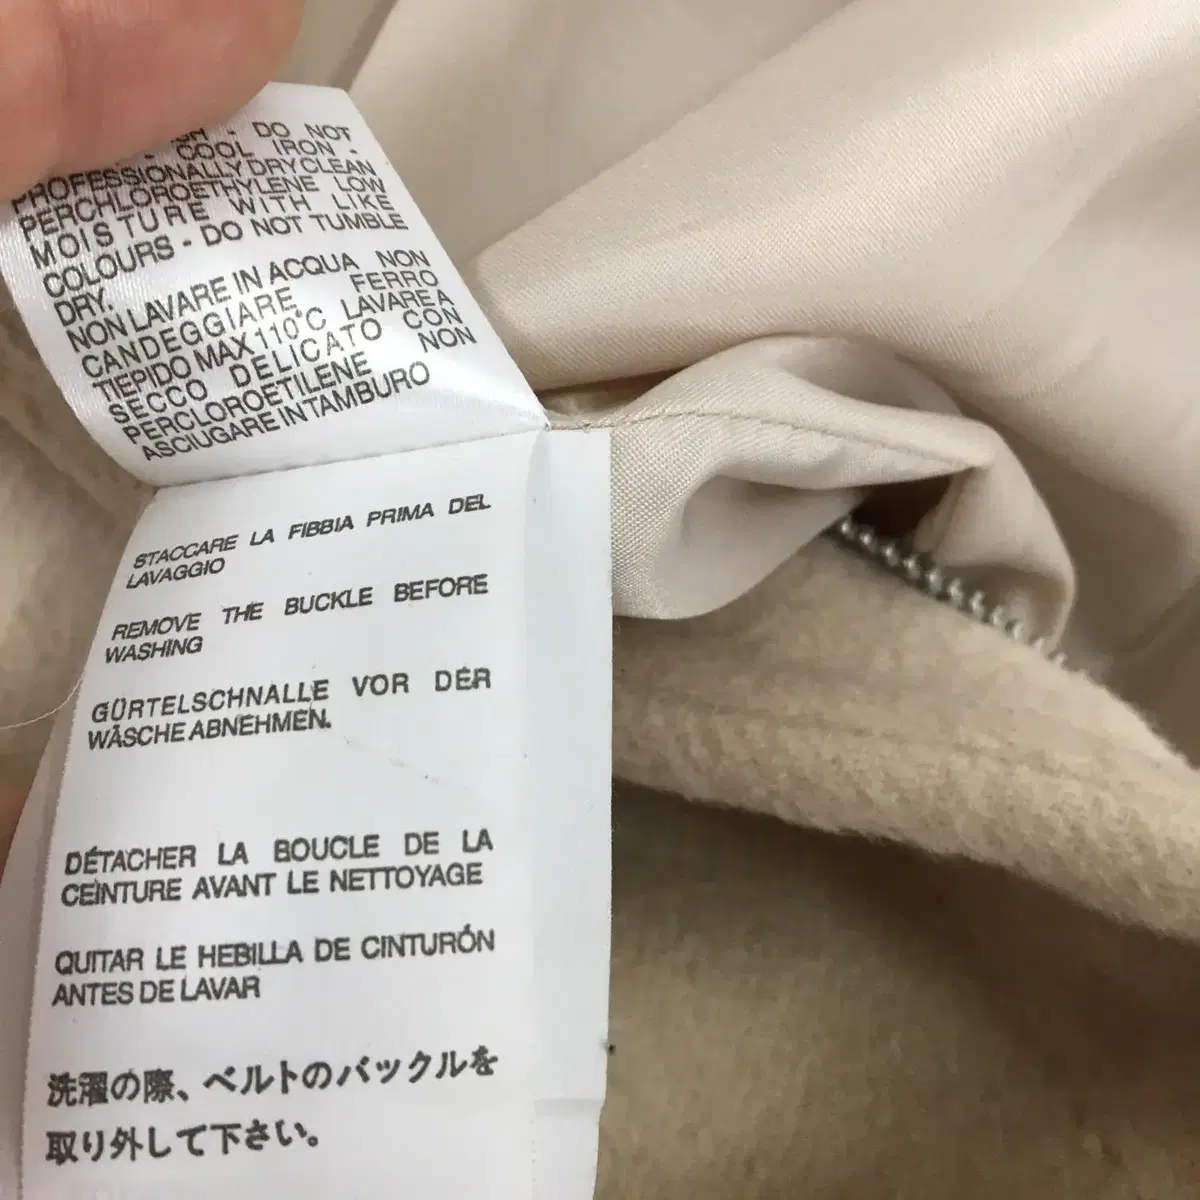 DO NOT
COOL IRON -
PROFESSIONALLY DRYCLEAN
PERCHLOROETHYLENE LOW
MOISTURE WITH LIKE
COLOURS - DO NOT TUMBLE
DRY.
NON LAVARE IN ACQUA NON
CANDEGGIARE FERRO
TIEPIDO MAX 110°C LAVARE A
SECCO DELICATO CON
PERCLOROETILENE NON
ASCIUGARE IN TAMBURO
STACCARE LA FIBBIA PRIMA DEL
LAVAGGIO
REMOVE THE BUCKLE BEFORE
WASHING
GÜRTELSCHNALLE VOR DER
WÄSCHE ABNEHMEN.
DÉTACHER LA BOUCLE DE LA
CEINTURE AVANT LE NETTOYAGE
QUITAR LE HEBILLA DE CINTURÓN
ANTES DE LAVAR
洗濯の際、ベルトのバックルを
取り外して下さい。